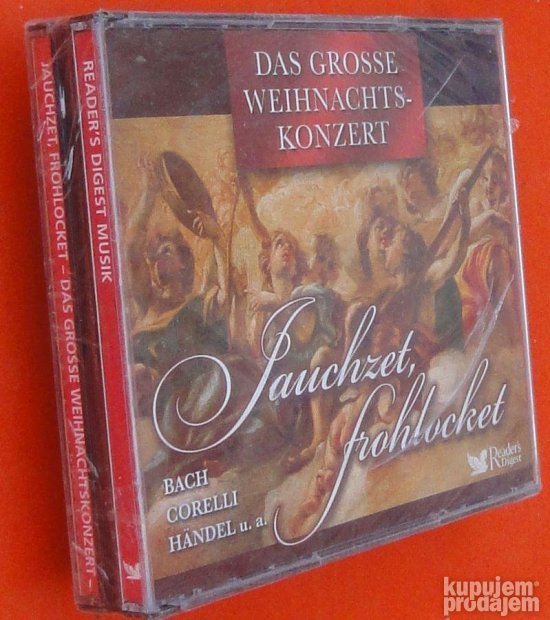 DAS GROSSE
WEIHNACHTS-
KONZERT
Jauchzet,
frohlocket
BACH
CORELLI
HÄNDEL u. a.
Reader's
Digest
READER'S DIGEST MUSIK
JAUCHZET, FROHLOCKET – DAS GROSSE WEIHNACHTSKONZERT –
kupujem
prodajem